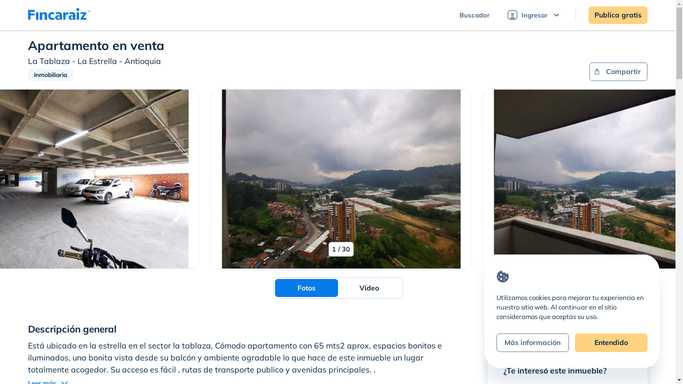 Fincaraiz
Buscador
Ingresar
Publica gratis
Apartamento en venta
La Tablaza - La Estrella - Antioquia
Inmobiliaria
Compartir
1 / 30
Fotos
Video
Utilizamos cookies para mejorar tu experiencia en
nuestro sitio web. Al continuar en el sitio
consideramos que aceptas su uso.
Más información
Entendido
¿Te interesó este inmueble?
Descripción general
Está ubicado en la estrella en el sector la tablaza, Cómodo apartamento con 65 mts2 aprox, espacios bonitos e
iluminados, una bonita vista desde su balcón y ambiente agradable lo que hace de este inmueble un lugar
totalmente acogedor. Su acceso es fácil , rutas de transporte publico y avenidas principales. .
Leer más